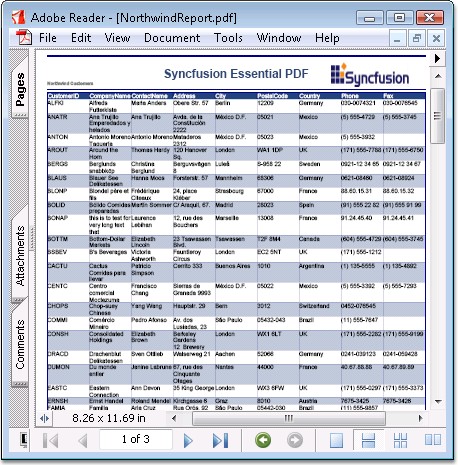 Adobe Reader - [NorthwindReport.pdf]
File Edit View Document Tools Window Help
Pages
Attachments
Comments
Syncfusion Essential PDF
Syncfusion
Northwind Customers
CustomerID CompanyName ContactName Address City PostalCode Country Phone Fax
ALFKI Alfreds Maria Anders Obere Str. 57 Berlin 12209 Germany 030-0074321 030-0076545
Futterkiste
ANATR Ana Trujillo Ana Trujillo Avda. de la México D.F. 05021 Mexico (5) 555-4729 (5) 555-3745
Emparedados y Constitución
helados 2222
ANTON Antonio Moreno Antonio Moreno Mataderos México D.F. 05023 Mexico (5) 555-3932
Taquería 2312
AROUT Around the Thomas Hardy 120 Hanover London WA1 1DP UK (171) 555-7788 (171) 555-6750
Horn Sq.
BERGS Berglunds Christina Berguvsvägen Luleå S-958 22 Sweden 0921-12 34 65 0921-12 34 67
snabbköp Berglund 8
BLAUS Blauer See Hanna Moos Forsterstr. 57 Mannheim 68306 Germany 0621-08460 0621-08924
Delikatessen
BLONP Blondel père et Frédérique 24, place Strasbourg 67000 France 88.60.15.31 88.60.15.32
fils Citeaux Kléber
BOLID Bólido Comidas Martín Sommer C/ Araquil, 67 Madrid 28023 Spain (91) 555 22 82 (91) 555 91 99
preparadas
BONAP this is test for Laurence 12, rue des Marseille 13008 France 91.24.45.40 91.24.45.41
very long text Lebihan Bouchers
that
BOTTM Bottom-Dollar Elizabeth 23 Tsawassen Tsawassen T2F 8M4 Canada (604) 555-4729 (604) 555-3745
Markets Lincoln Blvd.
BSBEV B's Beverages Victoria Fauntleroy London EC2 5NT UK (171) 555-1212
Ashworth Circus
CACTU Cactus Patricio Cerrito 333 Buenos Aires 1010 Argentina (1) 135-5555 (1) 135-4892
Comidas para Simpson
llevar
CENTC Centro Francisco Sierras de México D.F. 05022 Mexico (5) 555-3392 (5) 555-7293
comercial Chang Granada 9993
Moctezuma
CHOPS Chop-suey Yang Wang Hauptstr. 29 Bern 3012 Switzerland 0452-076545
Chinese
COMMI Comércio Pedro Afonso Av. dos São Paulo 05432-043 Brazil (11) 555-7647
Mineiro Lusíadas, 23
CONSH Consolidated Elizabeth Berkeley London WX1 6LT UK (171) 555-2282 (171) 555-9199
Holdings Brown Gardens
12 Brewery
DRACD Drachenblut Sven Ottlieb Walserweg 21 Aachen 52066 Germany 0241-039123 0241-059428
Delikatessen
DUMON Du monde Janine Labrune 67, rue des Nantes 44000 France 40.67.88.88 40.67.89.89
entier Cinquante
Otages
EASTC Eastern Ann Devon 35 King George London WX3 6FW UK (171) 555-0297 (171) 555-3373
Connection
ERNSH Ernst Handel Roland Mendel Kirchgasse 6 Graz 8010 Austria 7675-3425 7675-3426
FAMIA Familia Aria Cruz Rua Orós, 92 São Paulo 05442-030 Brazil (11) 555-9857
8.26 x 11.69 in
1 of 3